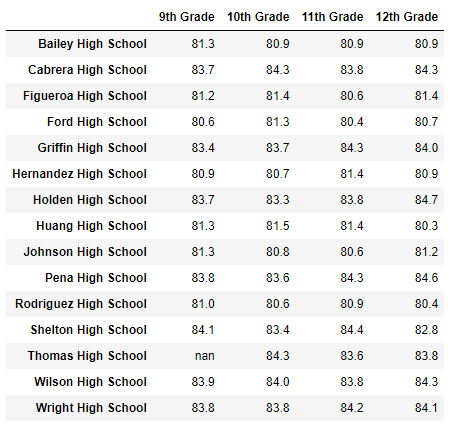 9th Grade 10th Grade 11th Grade 12th Grade
Bailey High School 81.3 80.9 80.9 80.9
Cabrera High School 83.7 84.3 83.8 84.3
Figueroa High School 81.2 81.4 80.6 81.4
Ford High School 80.6 81.3 80.4 80.7
Griffin High School 83.4 83.7 84.3 84.0
Hernandez High School 80.9 80.7 81.4 80.9
Holden High School 83.7 83.3 83.8 84.7
Huang High School 81.3 81.5 81.4 80.3
Johnson High School 81.3 80.8 80.6 81.2
Pena High School 83.8 83.6 84.3 84.6
Rodriguez High School 81.0 80.6 80.9 80.4
Shelton High School 84.1 83.4 84.4 82.8
Thomas High School nan 84.3 83.6 83.8
Wilson High School 83.9 84.0 83.8 84.3
Wright High School 83.8 83.8 84.2 84.1